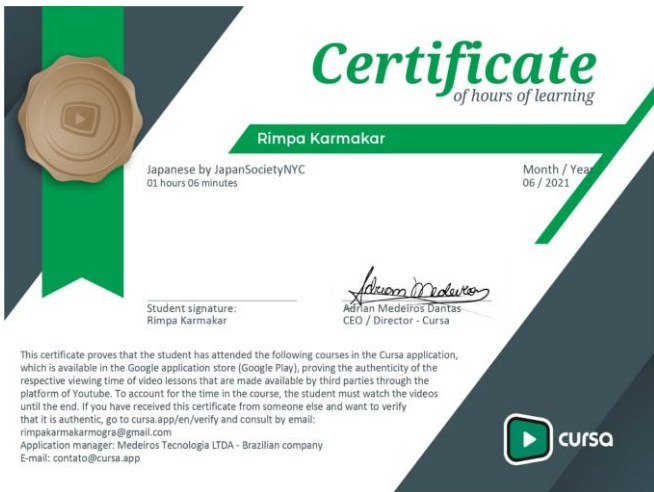 Certificate
of hours of learning
Rimpa Karmakar
Japanese by JapanSocietyNYC
01 hours 06 minutes
Month / Year
06 / 2021
Adrian Medeiros
Student signature:
Rimpa Karmakar
Adrian Medeiros Dantas
CEO / Director - Cursa
This certificate proves that the student has attended the following courses in the Cursa application,
which is available in the Google application store (Google Play), proving the authenticity of the
respective viewing time of video lessons that are made available by third parties through the
platform of Youtube. To account for the time in the course, the student must watch the videos
until the end. If you have received this certificate from someone else and want to verify
that it is authentic, go to cursa.app/en/verify and consult by email:
rimpakarmakarmogra@gmail.com
Application manager: Medeiros Tecnologia LTDA - Brazilian company
E-mail: contato@cursa.app
cursa